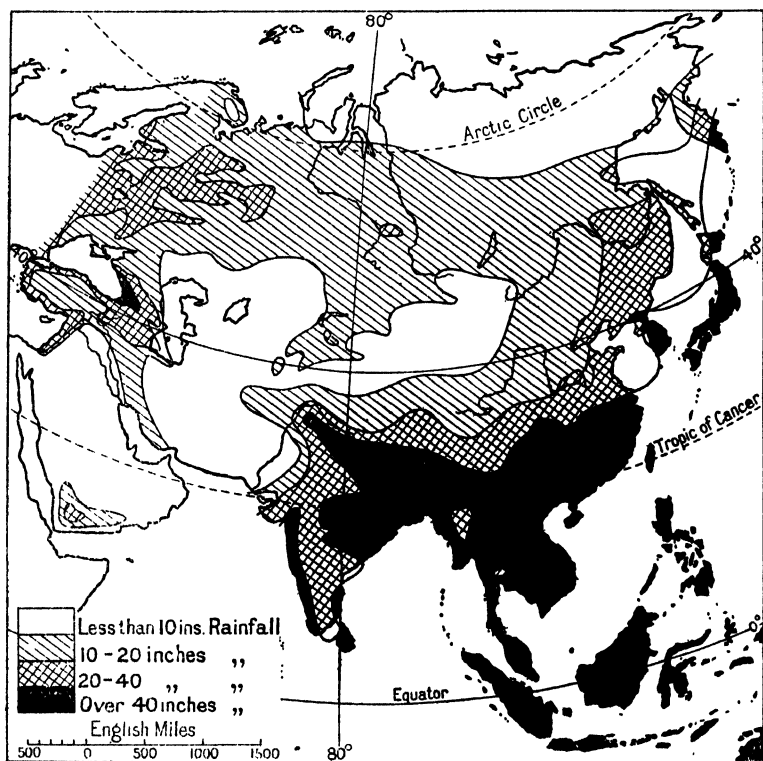 80°
Arctic Circle
40°
40°
Tropic of Cancer
Less than 10 ins. Rainfall
10 - 20 inches „
20-40 „ „
Over 40 inches „
English Miles
500 0 500 1000 1500
Equator
0°
80°